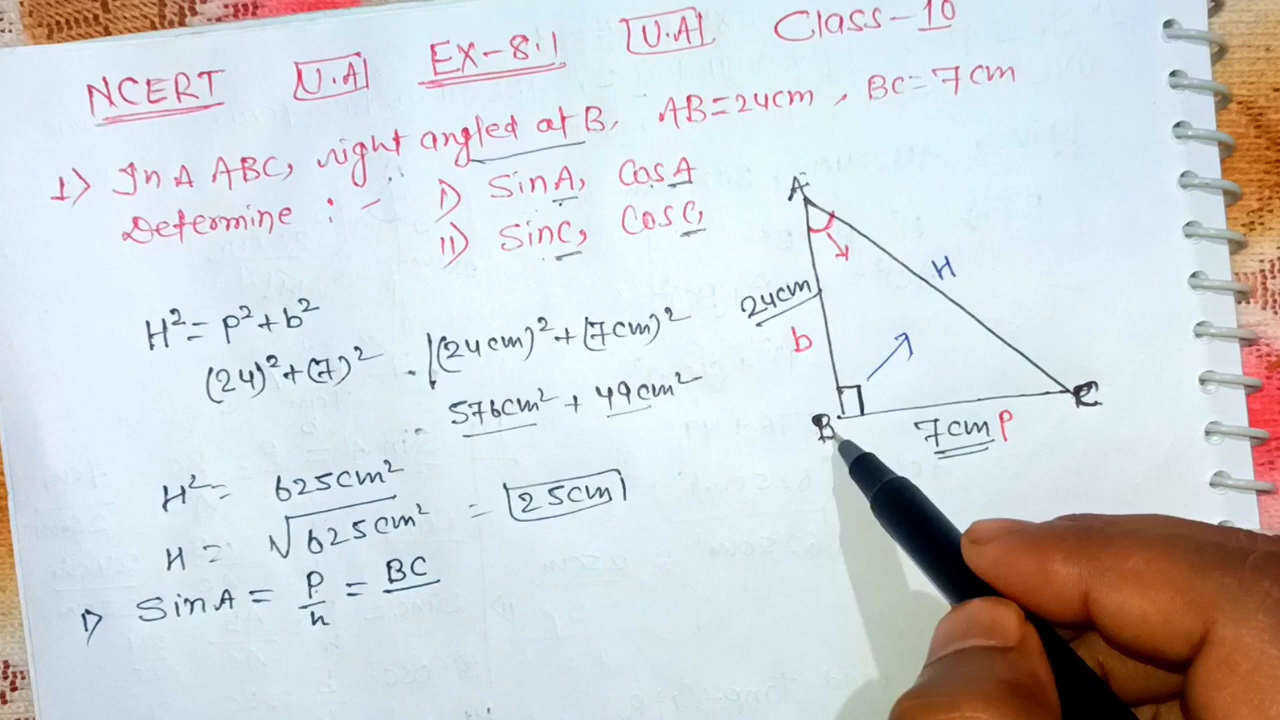 NCERT U.A EX-8.1 U.A Class-10
1) In Δ ABC, right angled at B, AB=24cm, BC=7cm
Determine :- I) SinA, CosA
II) SinC, CosC,
H²= p²+b²
(24)²+(7)² (24cm)²+(7cm)²
576cm² + 49cm²
H²= 625cm²
H= √625cm² = 25cm
I) SinA = P/h = BC
A
24cm
b
H
B
7cm P
C